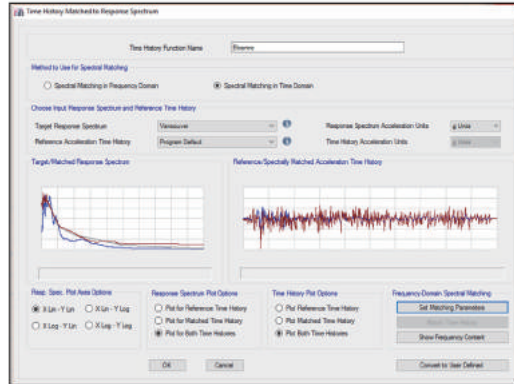 Time History Matched to Response Spectrum
Time History Function Name
Method to Use for Spectral Matching
Spectral Matching in Frequency Domain Spectral Matching in Time Domain
Choose Input Response Spectrum and Reference Time History
Target Response Spectrum Vancouver Response Spectrum Acceleration Units g Units
Reference Acceleration Time History Program Default Time History Acceleration Units g Units
Target/Matched Response Spectrum Reference/Spectrally Matched Acceleration Time History
Resp. Spec. Plot Axis Options Response Spectrum Plot Options Time History Plot Options Frequency-Domain Spectral Matching
X Lin - Y Lin X Lin - Y Log Plot for Reference Time History Plot Reference Time History Set Matching Parameters
X Log - Y Lin X Log - Y Log Plot for Matched Time History Plot Matched Time History
Plot for Both Time Histories Plot Both Time Histories Show Frequency Content
OK Cancel Convert to User Defined